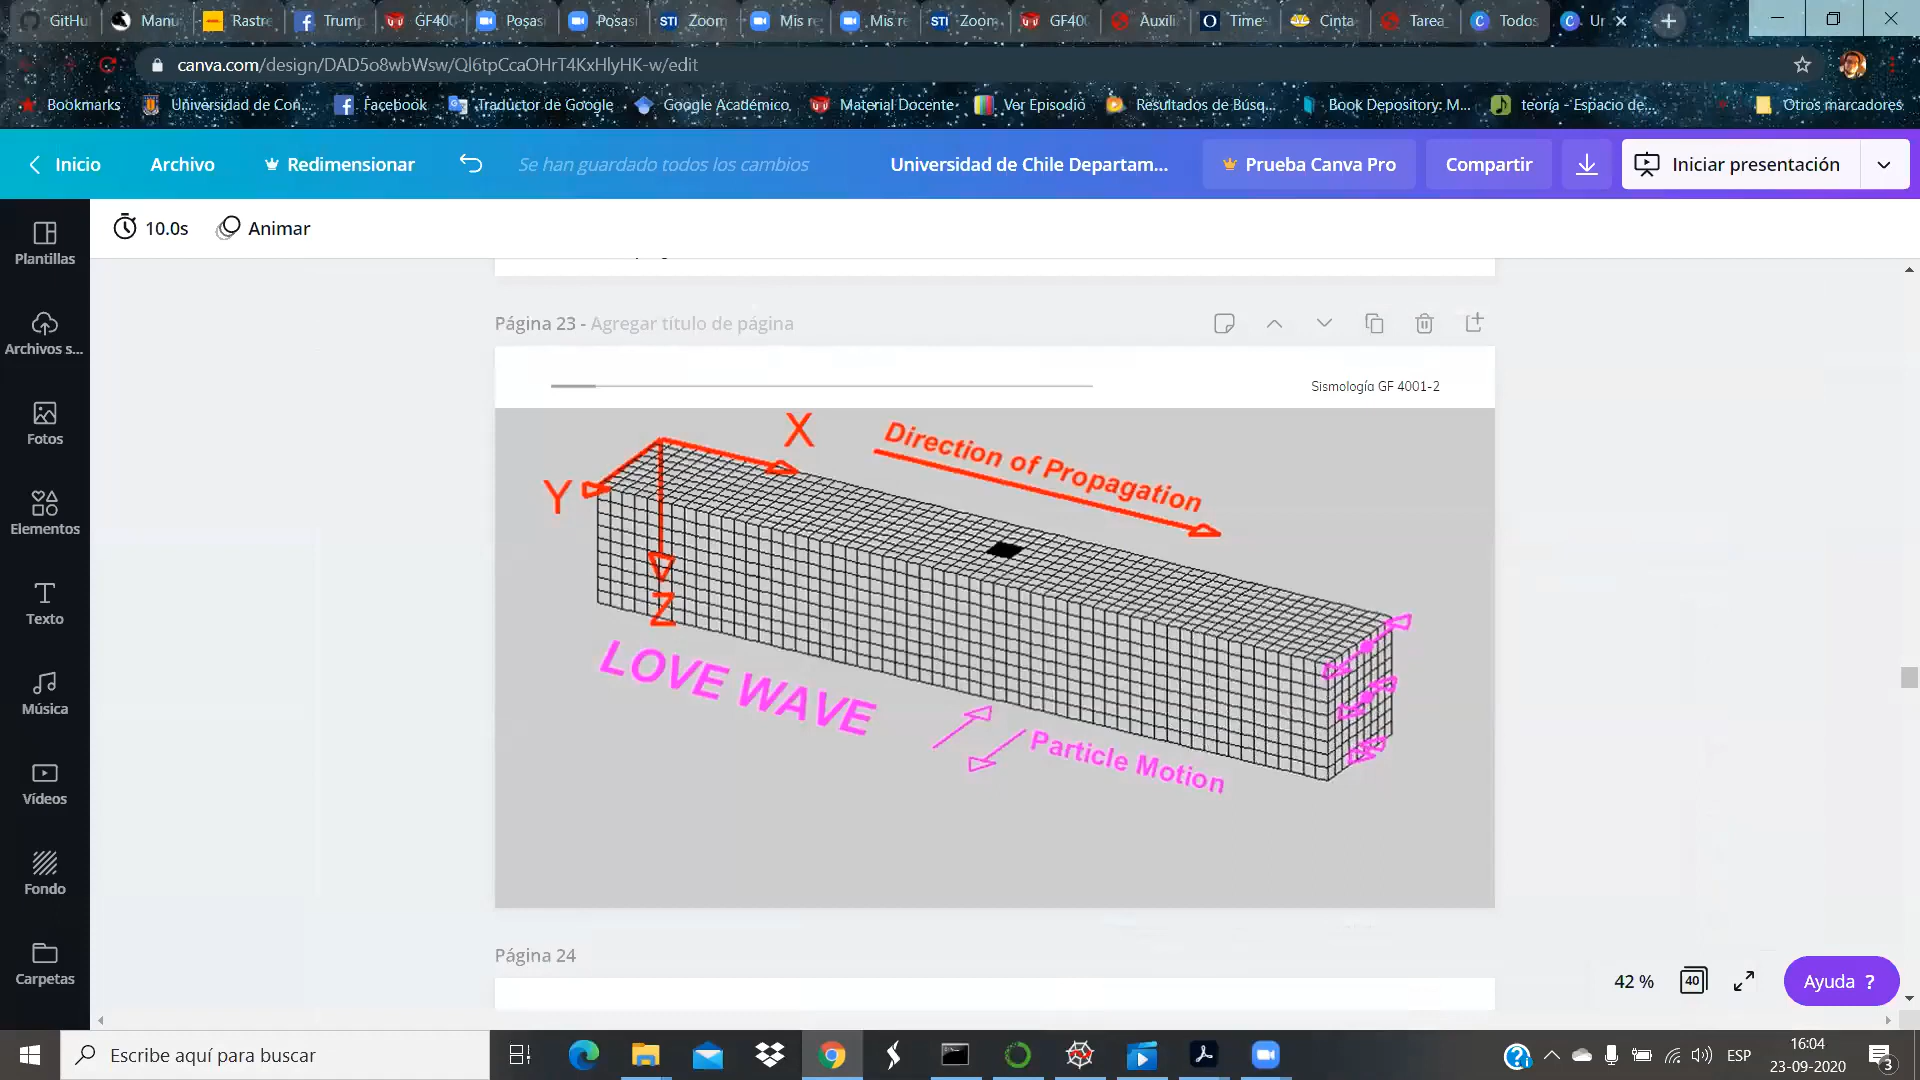 GitHu
Manu
Rastre
Trump
GF400
Posasi
Posasi
STI
Zoom
Mis re
Mis re
STI
Zoom
GF400
Auxili
Time-
Cinta
Tarea
Todos
Ur
canva.com/design/DAD5o8wbWsw/Ql6tpCcaOHrT4KxHlyHK-w/edit
Bookmarks
Universidad de Con...
Facebook
Traductor de Google
Google Académico
Material Docente
Ver Episodio
Resultados de Búsq...
Book Depository: M...
teoría - Espacio de...
Otros marcadores
Inicio
Archivo
Redimensionar
Se han guardado todos los cambios
Universidad de Chile Departam...
Prueba Canva Pro
Compartir
Iniciar presentación
10.0s
Animar
Plantillas
Archivos s...
Fotos
Elementos
Texto
Música
Vídeos
Fondo
Carpetas
Página 23 - Agregar título de página
Sismología GF 4001-2
X
Direction of Propagation
Y
Z
LOVE WAVE
Particle Motion
Página 24
42 %
40
Ayuda ?
Escribe aquí para buscar
ESP
16:04
23-09-2020
3